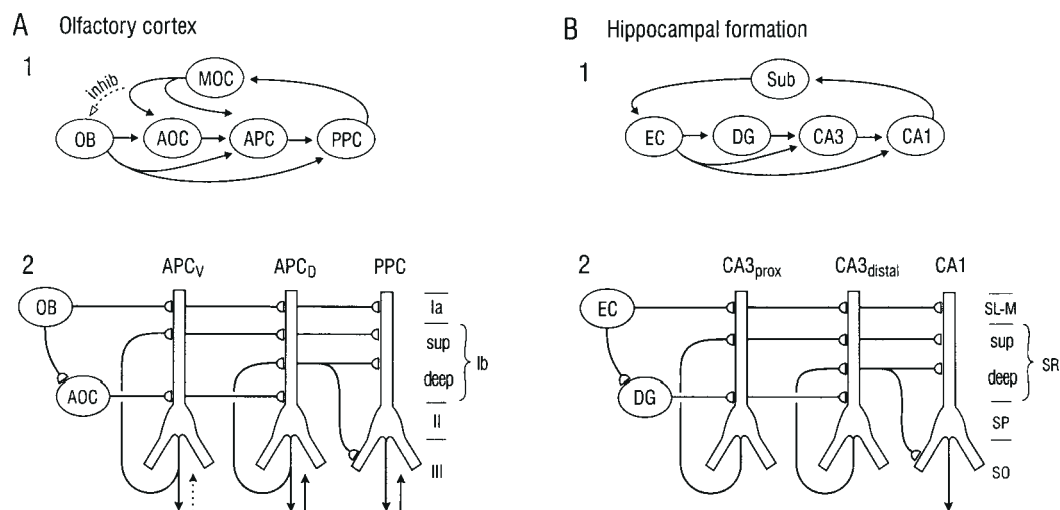 A Olfactory cortex
1
inhib
MOC
OB
AOC
APC
PPC
2
APCV
APCD
PPC
OB
AOC
Ia
sup
deep
Ib
II
III
B Hippocampal formation
1
Sub
EC
DG
CA3
CA1
2
CA3prox
CA3distal
CA1
EC
DG
SL-M
sup
deep
SR
SP
SO